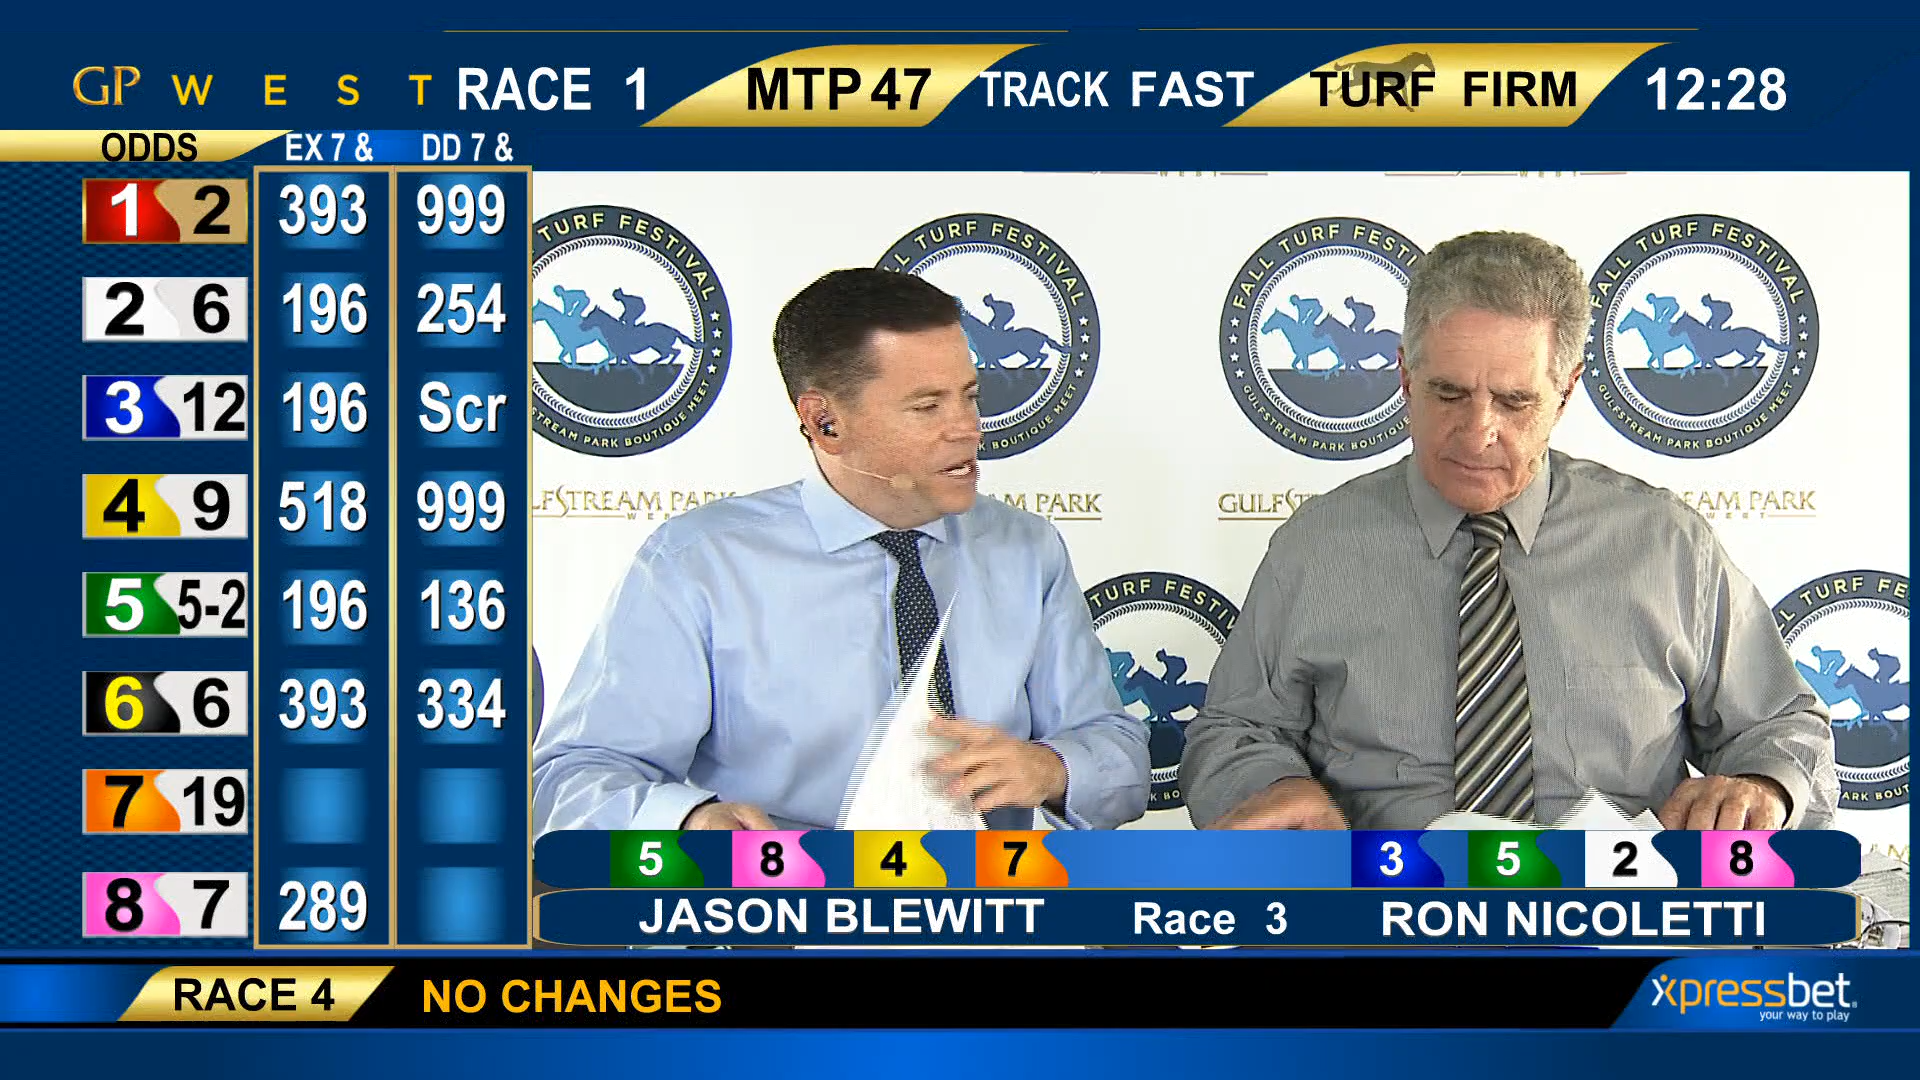 GP WEST RACE 1 MTP 47 TRACK FAST TURF FIRM 12:28
ODDS EX 7 & DD 7 &
1 2 393 999
2 6 196 254
3 12 196 Scr
4 9 518 999
5 5-2 196 136
6 6 393 334
7 19
8 7 289
FALL TURF FESTIVAL
GULFSTREAM PARK BOUTIQUE MEET
GULFSTREAM PARK
WEST
5 8 4 7 3 5 2 8
JASON BLEWITT Race 3 RON NICOLETTI
RACE 4 NO CHANGES
xpressbet
your way to play